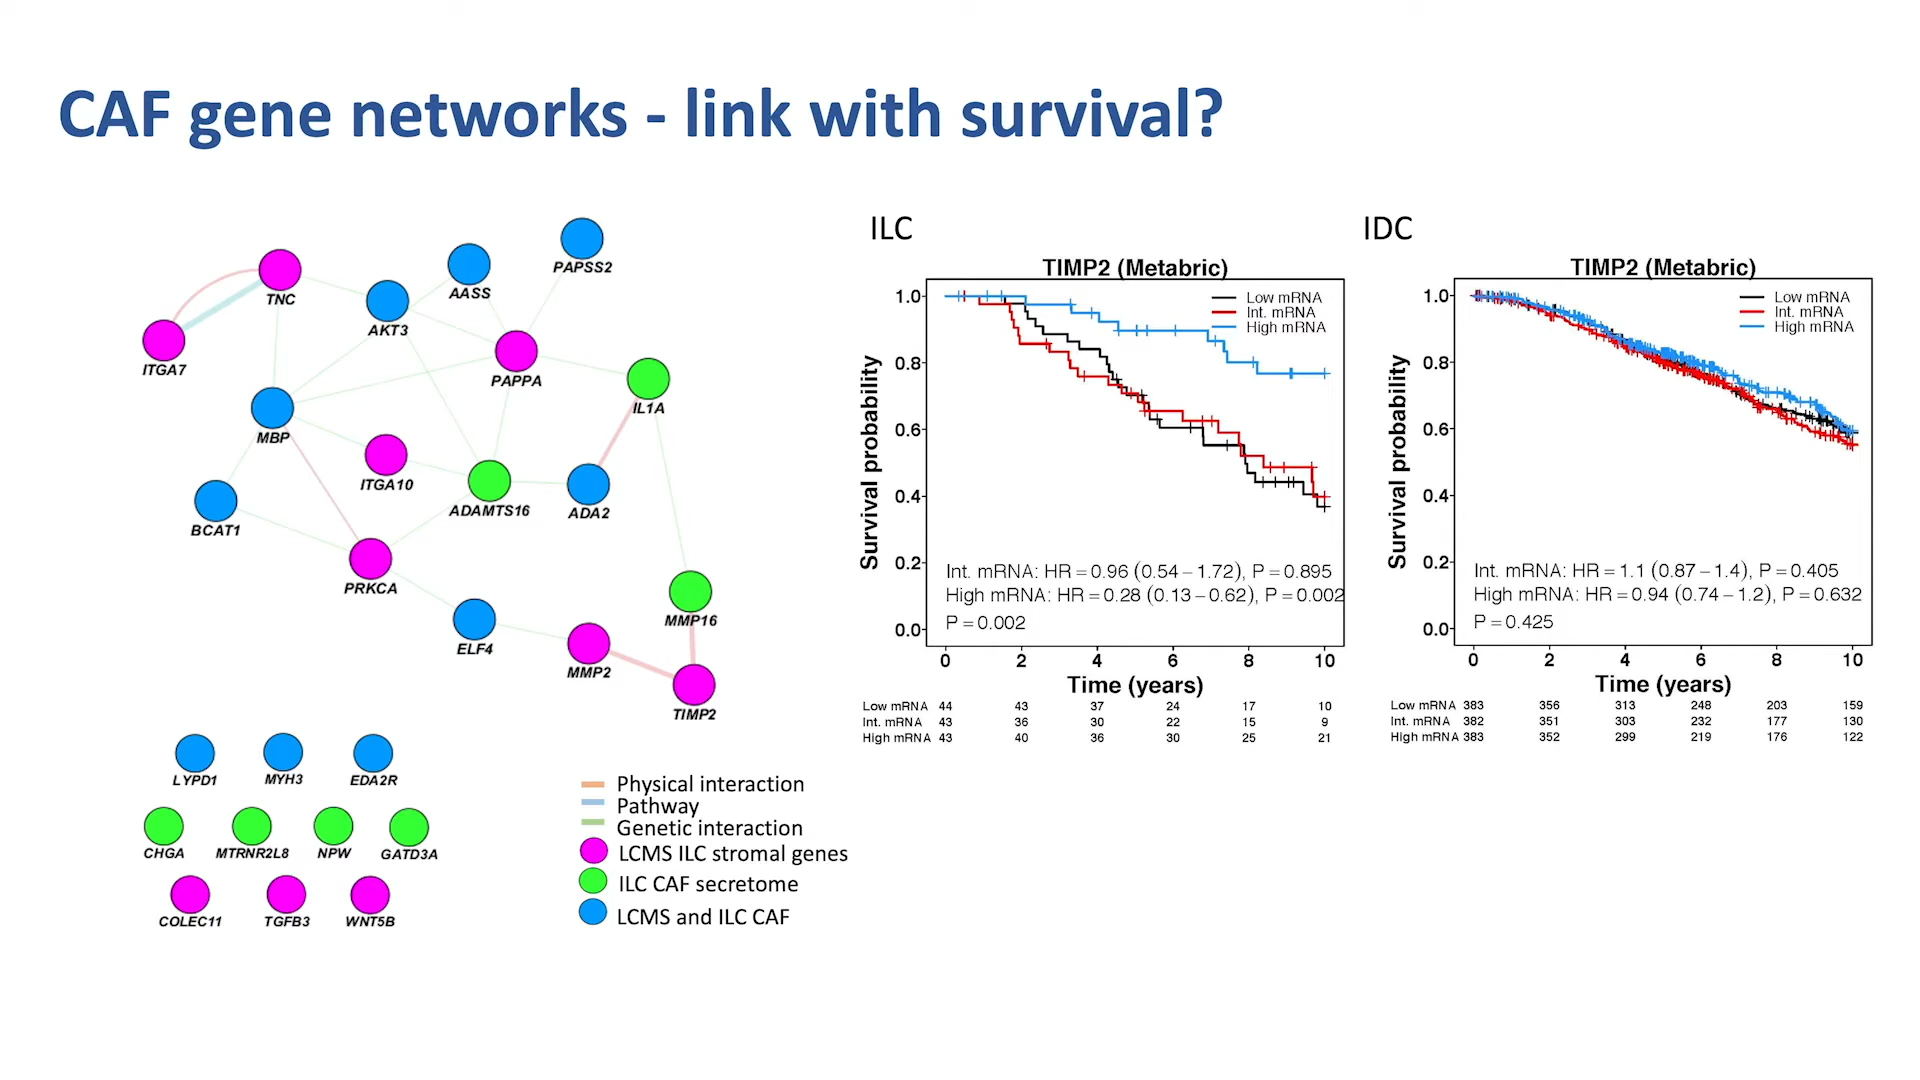 CAF gene networks - link with survival?
PAPSS2
AASS
TNC
AKT3
ITGA7
PAPPA
IL1A
MBP
ITGA10
ADAMTS16
ADA2
BCAT1
PRKCA
MMP16
ELF4
MMP2
TIMP2
LYPD1 MYH3 EDA2R
CHGA MTRNR2L8 NPW GATD3A
COLEC11 TGFB3 WNT5B
Physical interaction
Pathway
Genetic interaction
LCMS ILC stromal genes
ILC CAF secretome
LCMS and ILC CAF
ILC
TIMP2 (Metabric)
Low mRNA
Int. mRNA
High mRNA
Survival probability
1.0
0.8
0.6
0.4
0.2
0.0
Int. mRNA: HR = 0.96 (0.54 – 1.72), P = 0.895
High mRNA: HR = 0.28 (0.13 – 0.62), P = 0.002
P = 0.002
0 2 4 6 8 10
Time (years)
Low mRNA 44 43 37 24 17 10
Int. mRNA 43 36 30 22 15 9
High mRNA 43 40 36 30 25 21
IDC
TIMP2 (Metabric)
Low mRNA
Int. mRNA
High mRNA
Survival probability
1.0
0.8
0.6
0.4
0.2
0.0
Int. mRNA: HR = 1.1 (0.87 – 1.4), P = 0.405
High mRNA: HR = 0.94 (0.74 – 1.2), P = 0.632
P = 0.425
0 2 4 6 8 10
Time (years)
Low mRNA 383 356 313 248 203 159
Int. mRNA 382 351 303 232 177 130
High mRNA 383 352 299 219 176 122